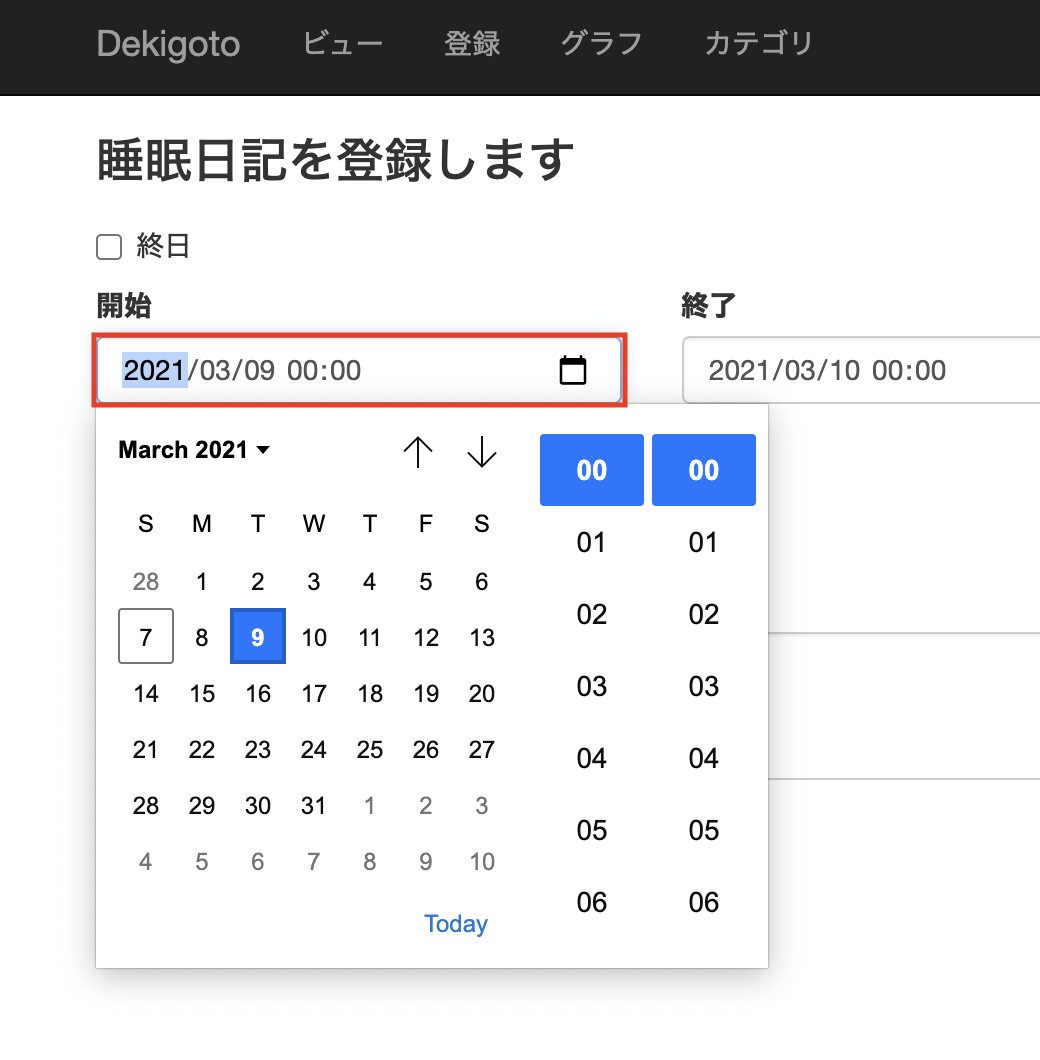 Dekigoto ビュー 登録 グラフ カテゴリ
睡眠日記を登録します
終日
開始 終了
2021/03/09 00:00 2021/03/10 00:00
March 2021
00 00
S M T W T F S
01 01
28 1 2 3 4 5 6
02 02
7 8 9 10 11 12 13
03 03
14 15 16 17 18 19 20
04 04
21 22 23 24 25 26 27
05 05
28 29 30 31 1 2 3
4 5 6 7 8 9 10
06 06
Today